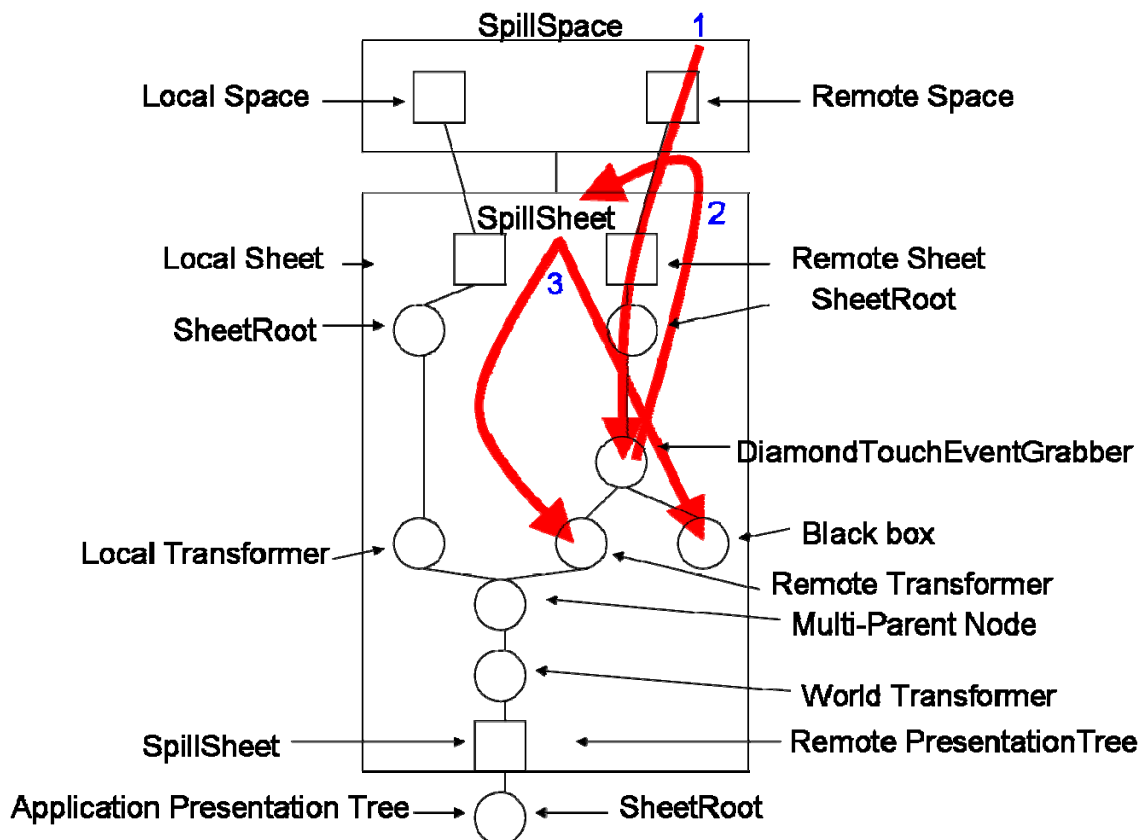 SpillSpace
1
Local Space
Remote Space
SpillSheet
2
Local Sheet
3
Remote Sheet
SheetRoot
SheetRoot
DiamondTouchEventGrabber
Local Transformer
Black box
Remote Transformer
Multi-Parent Node
World Transformer
SpillSheet
Remote PresentationTree
Application Presentation Tree
SheetRoot